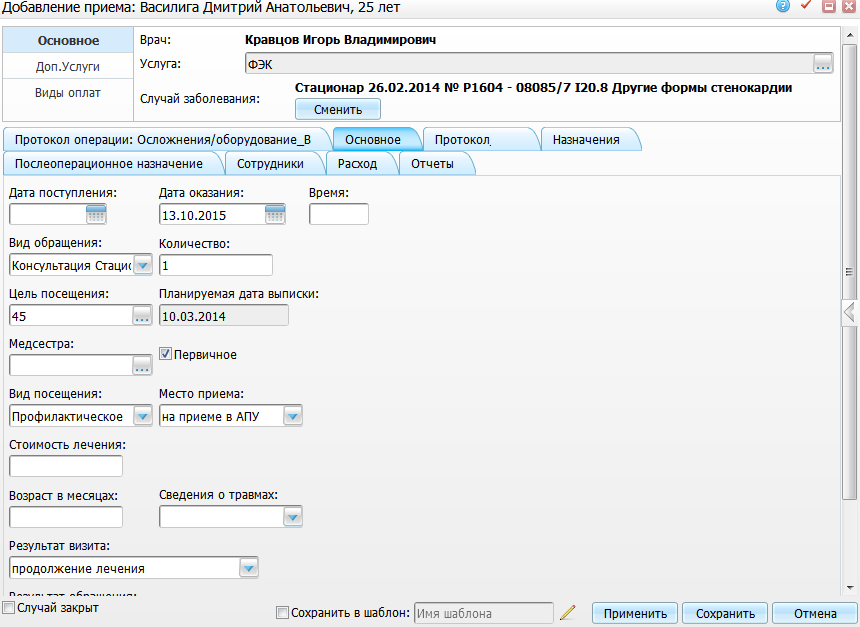 Добавление приема: Василига Дмитрий Анатольевич, 25 лет
Основное
Доп.Услуги
Виды оплат
Врач: Кравцов Игорь Владимирович
Услуга: ФЭК
Случай заболевания: Стационар 26.02.2014 № Р1604 - 08085/7 I20.8 Другие формы стенокардии
Сменить
Протокол операции: Осложнения/оборудование_В Основное Протокол Назначения
Послеоперационное назначение Сотрудники Расход Отчеты
Дата поступления: Дата оказания: Время:
13.10.2015
Вид обращения: Количество:
Консультация Стацио 1
Цель посещения: Планируемая дата выписки:
45 ... 10.03.2014
Медсестра:
... Первичное
Вид посещения: Место приема:
Профилактическое на приеме в АПУ
Стоимость лечения:
Возраст в месяцах: Сведения о травмах:
Результат визита:
продолжение лечения
Результат обращения:
Случай закрыт
Сохранить в шаблон: Имя шаблона Применить Сохранить Отмена